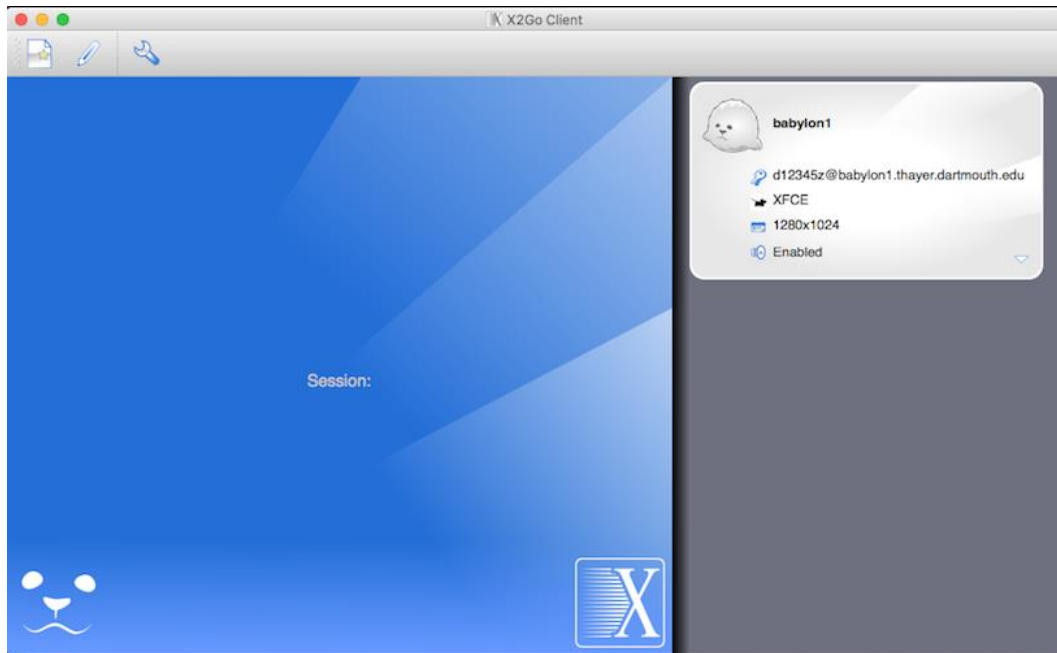 X2Go Client
Session:
babylon1
d12345z@babylon1.thayer.dartmouth.edu
XFCE
1280x1024
Enabled
X